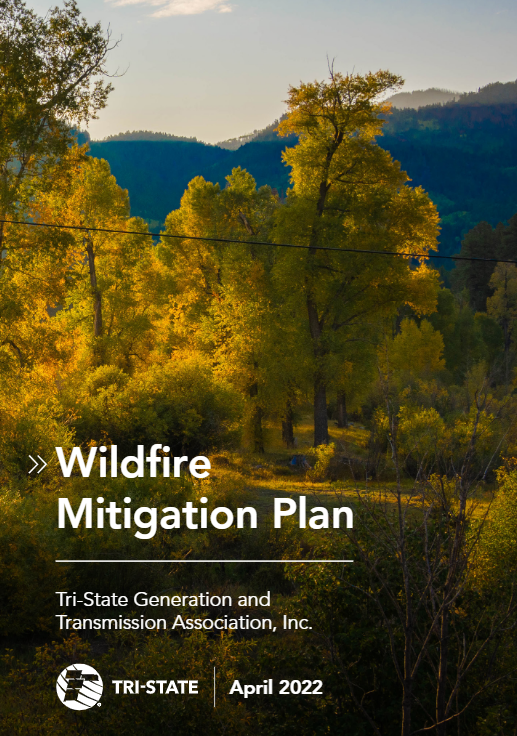 Wildfire
Mitigation Plan
Tri-State Generation and
Transmission Association, Inc.
TRI-STATE
April 2022